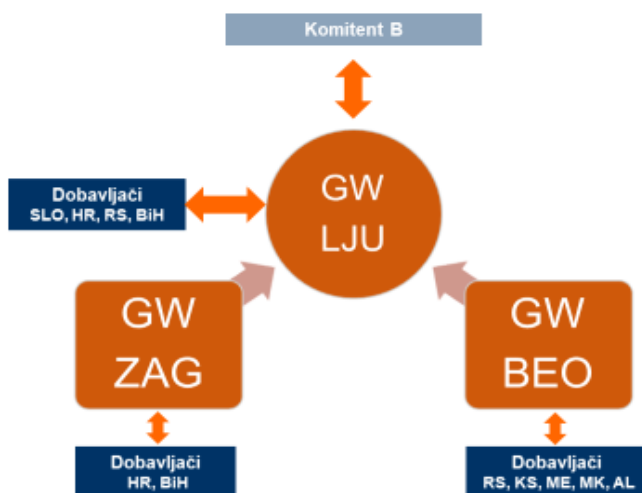 Komitent B
GW
LJU
Dobavljači
SLO, HR, RS, BiH
GW
ZAG
GW
BEO
Dobavljači
HR, BiH
Dobavljači
RS, KS, ME, MK, AL